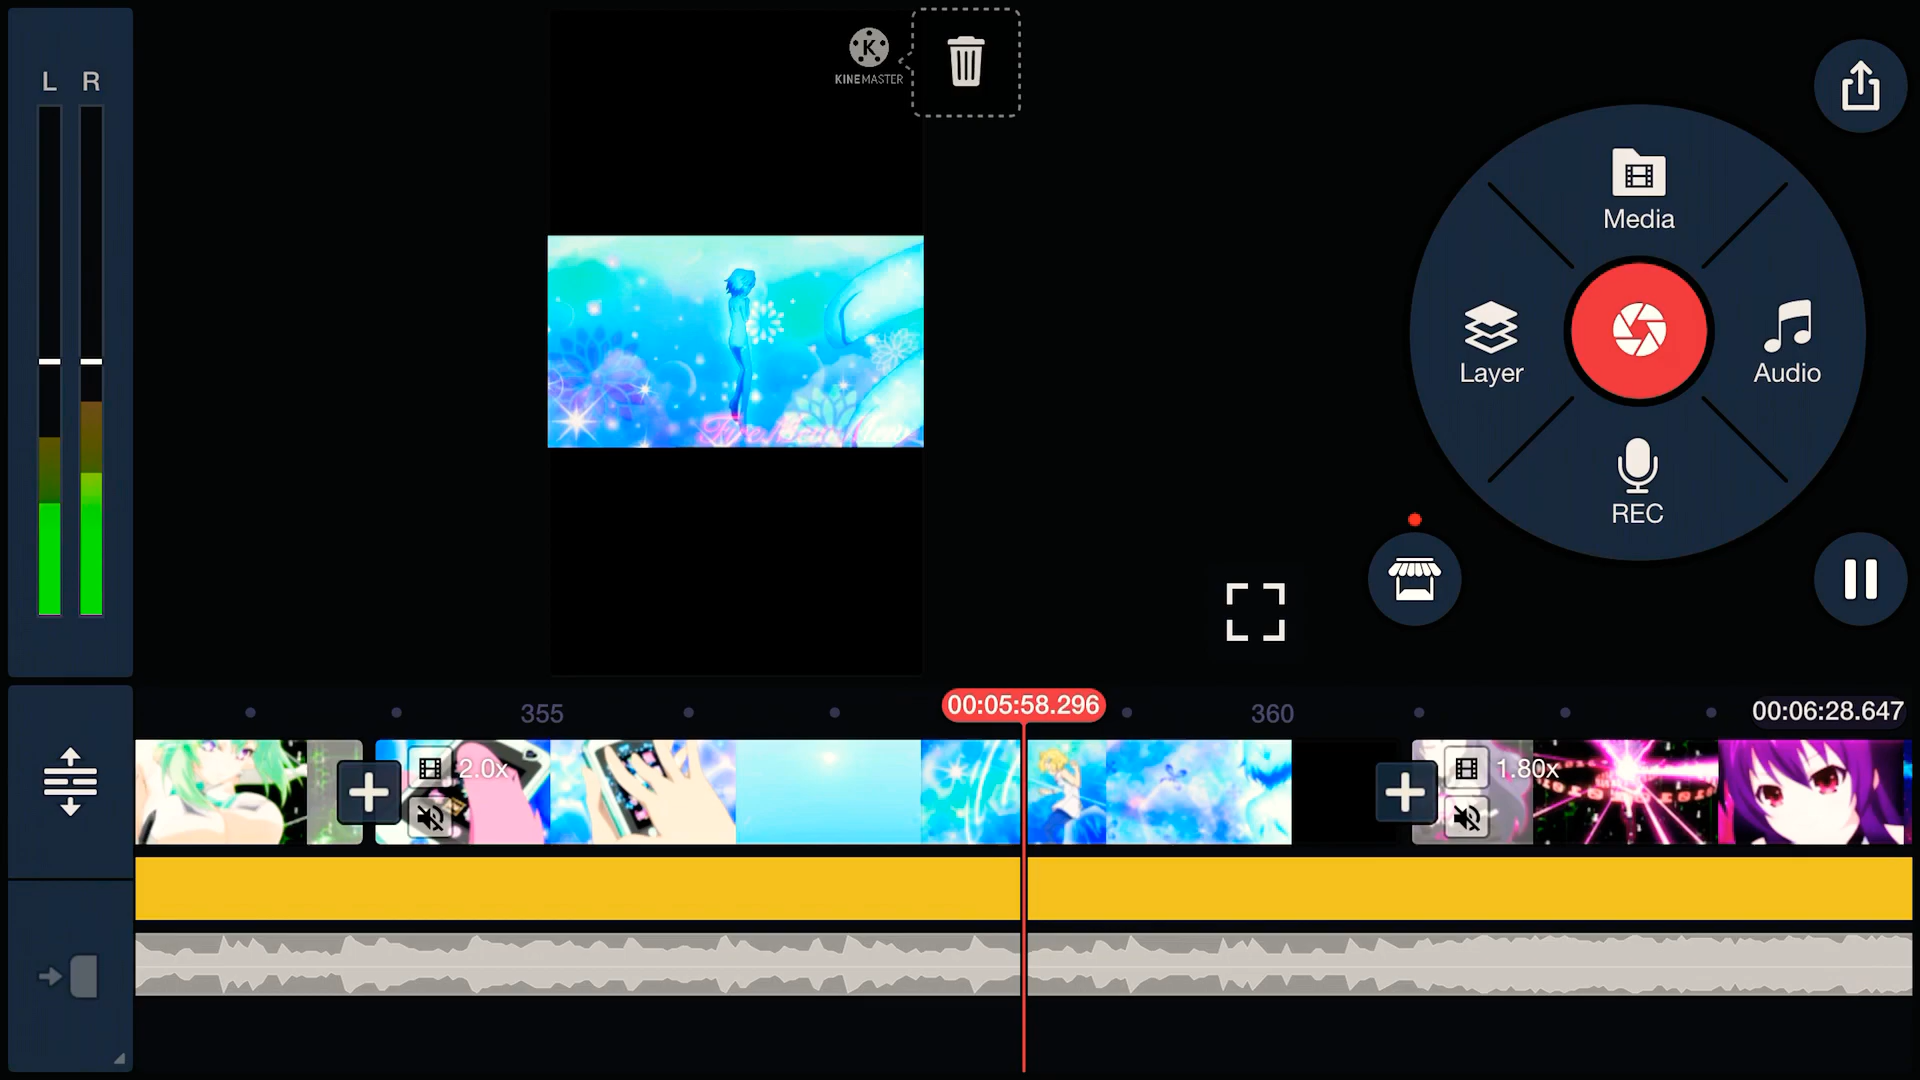 L R
KINEMASTER
Media
Layer
Audio
REC
355
00:05:58.296
360
00:06:28.647
2.0x
1.80x